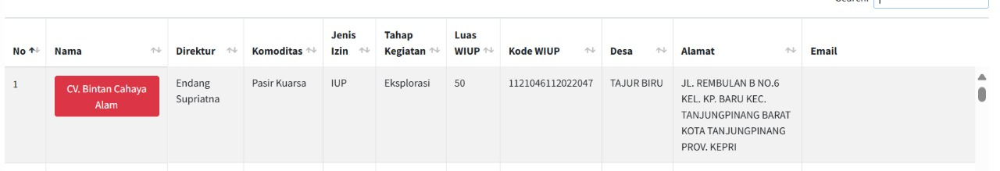 Jenis Tahap Luas
No Nama Direktur Komoditas Izin Kegiatan WIUP Kode WIUP Desa Alamat Email
1 CV. Bintan Cahaya Alam Endang Supriatna Pasir Kuarsa IUP Eksplorasi 50 1121046112022047 TAJUR BIRU JL. REMBULAN B NO.6
KEL. KP. BARU KEC.
TANJUNGPINANG BARAT
KOTA TANJUNGPINANG
PROV. KEPRI